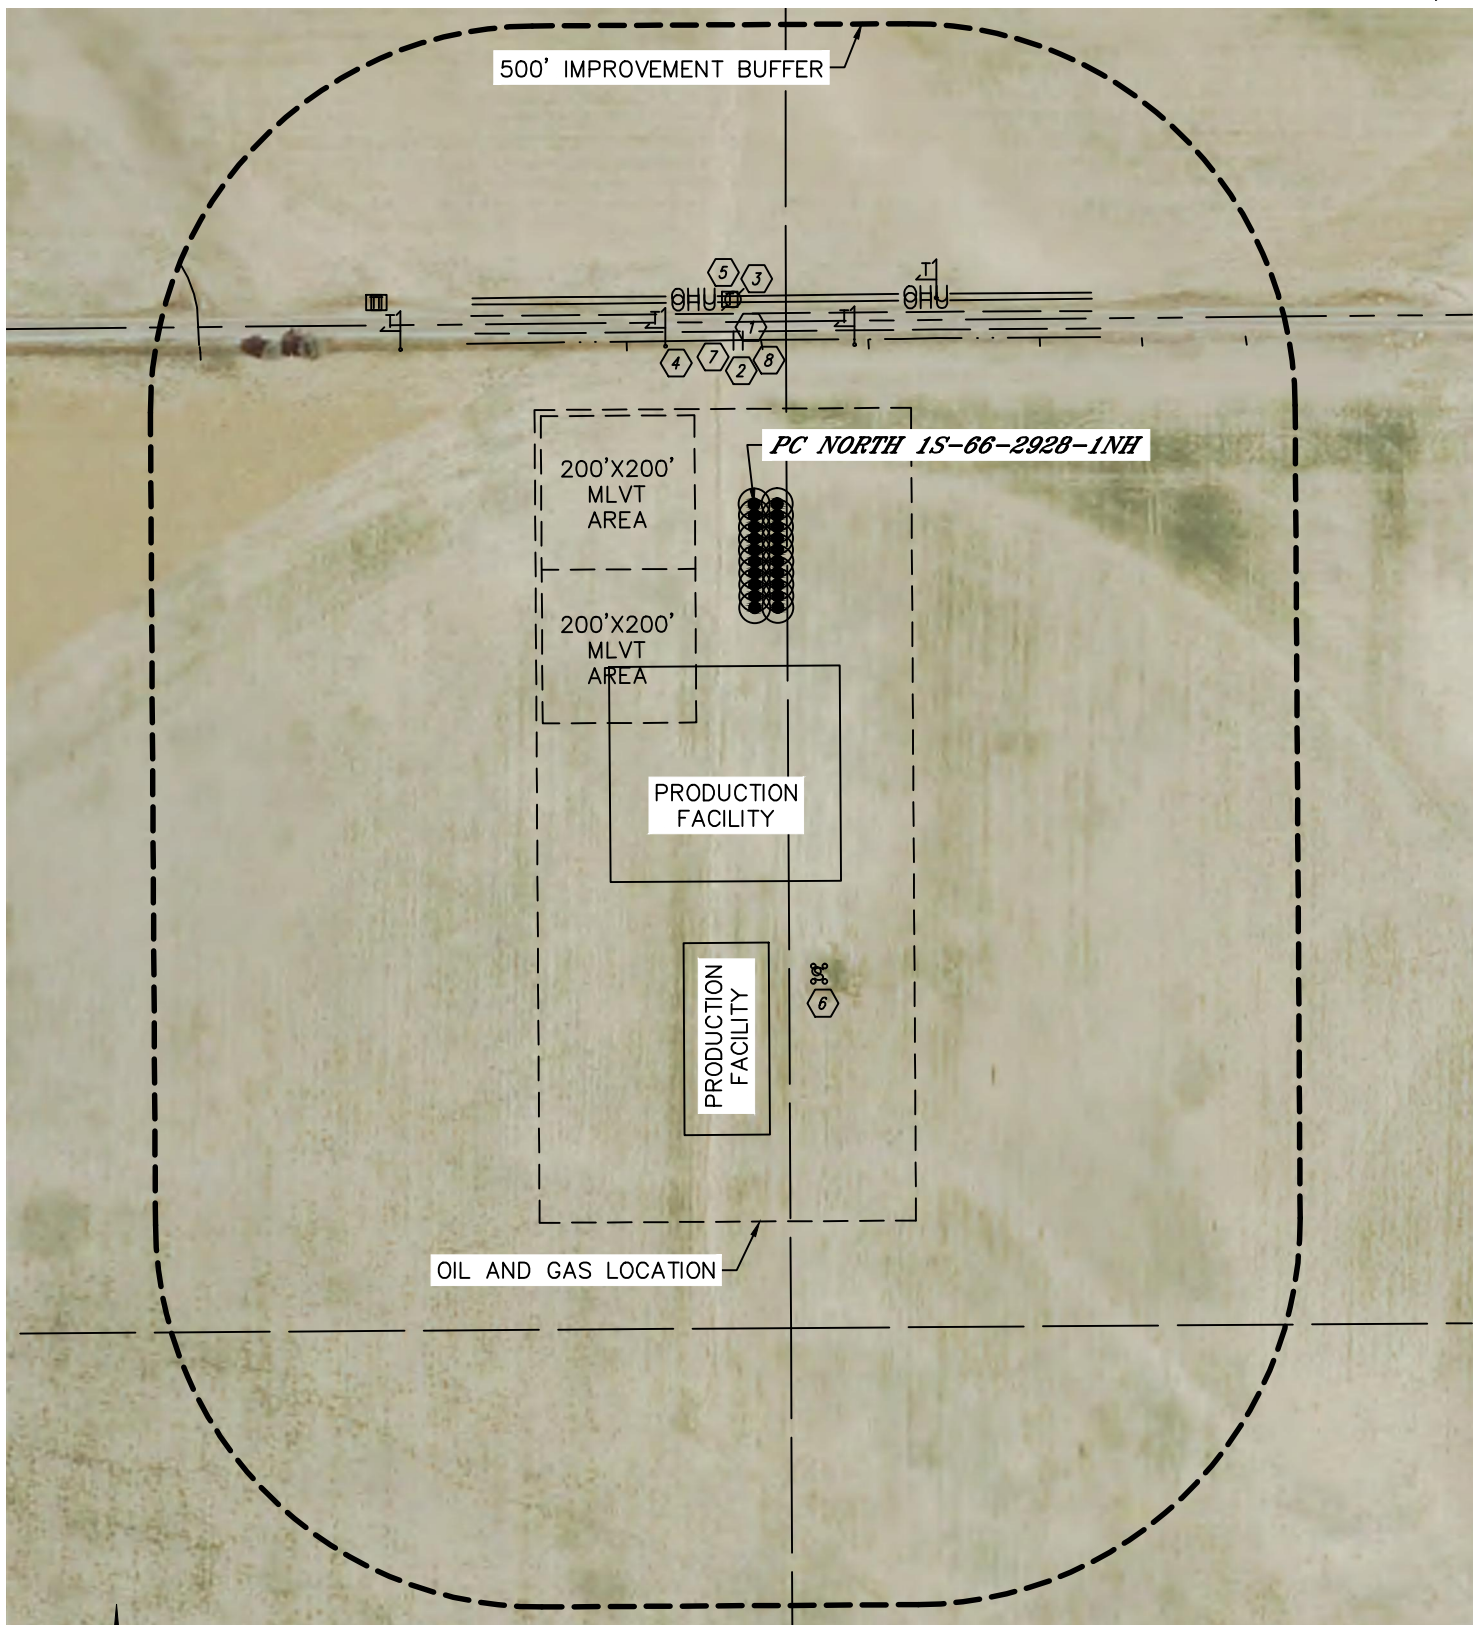 500' IMPROVEMENT BUFFER
5
3
T
OHU
OHU
T
T
T
1
4
7
2
8
PC NORTH 1S-66-2928-1NH
200'X200'
MLVT
AREA
200'X200'
MLVT
AREA
PRODUCTION
FACILITY
PRODUCTION
FACILITY
6
OIL AND GAS LOCATION